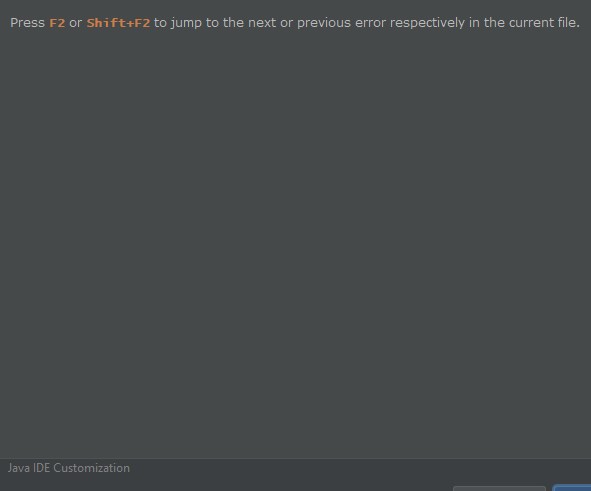 Press F2 or Shift+F2 to jump to the next or previous error respectively in the current file.
Java IDE Customization